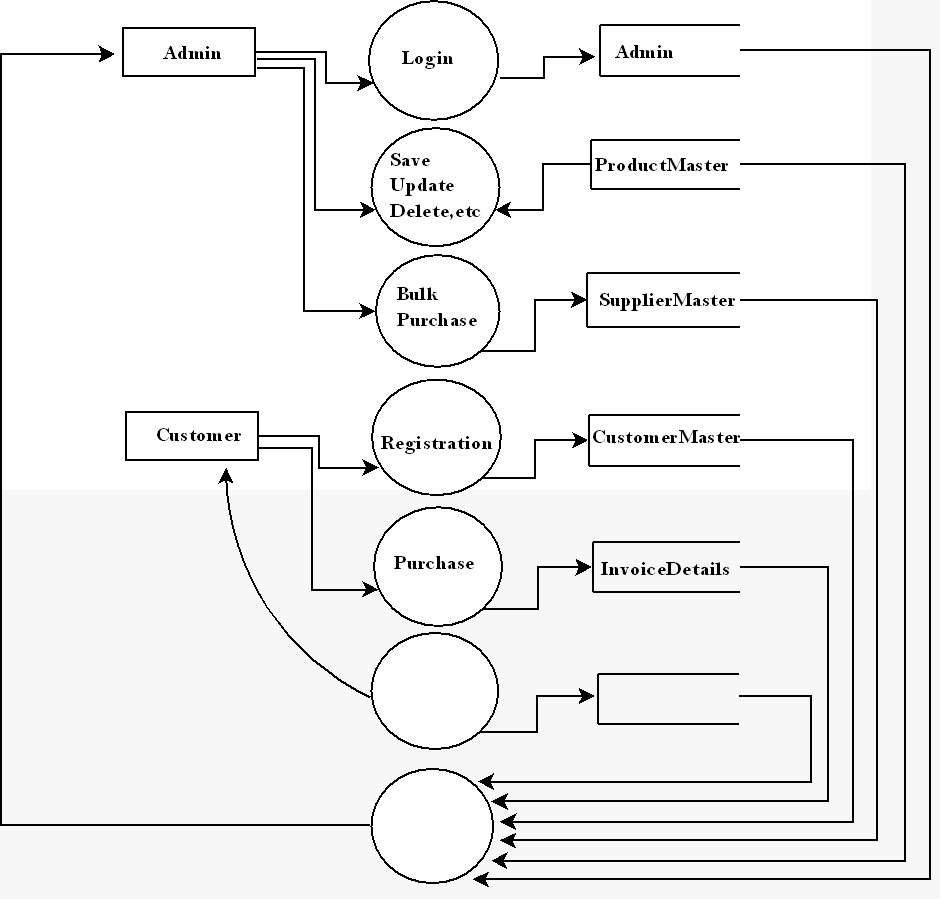 Admin
Login
Admin
Save
Update
Delete,etc
ProductMaster
Bulk
Purchase
SupplierMaster
Customer
Registration
CustomerMaster
Purchase
InvoiceDetails